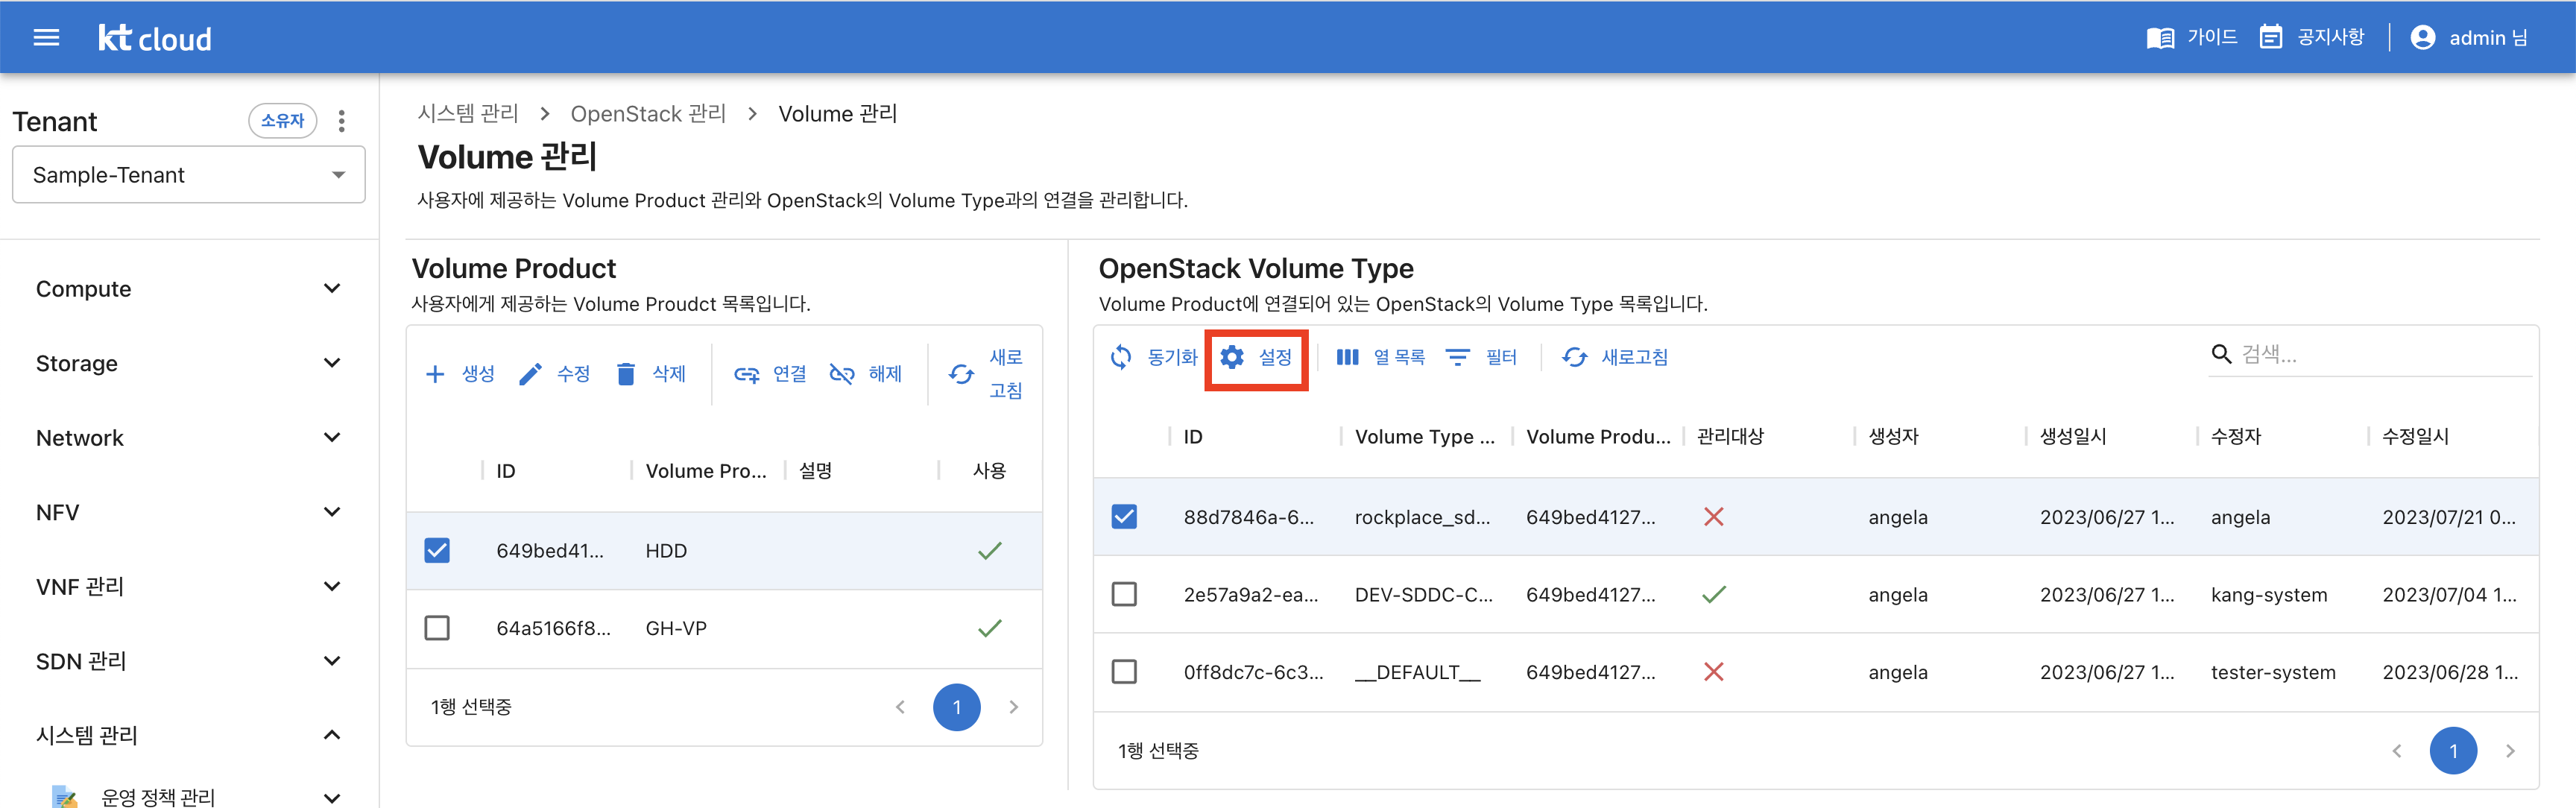 kt cloud
가이드
공지사항
admin 님
Tenant
소유자
Sample-Tenant
Compute
Storage
Network
NFV
VNF 관리
SDN 관리
시스템 관리
운영 정책 관리
시스템 관리 > OpenStack 관리 > Volume 관리
Volume 관리
사용자에 제공하는 Volume Product 관리와 OpenStack의 Volume Type과의 연결을 관리합니다.
Volume Product
사용자에게 제공하는 Volume Proudct 목록입니다.
생성 수정 삭제 연결 해제 새로
고침
ID Volume Pro... 설명 사용
649bed41... HDD
64a5166f8... GH-VP
1행 선택중 1
OpenStack Volume Type
Volume Product에 연결되어 있는 OpenStack의 Volume Type 목록입니다.
동기화 설정 열 목록 필터 새로고침 검색...
ID Volume Type ... Volume Produ... 관리대상 생성자 생성일시 수정자 수정일시
88d7846a-6... rockplace_sd... 649bed4127... angela 2023/06/27 1... angela 2023/07/21 0...
2e57a9a2-ea... DEV-SDDC-C... 649bed4127... angela 2023/06/27 1... kang-system 2023/07/04 1...
0ff8dc7c-6c3... __DEFAULT__ 649bed4127... angela 2023/06/27 1... tester-system 2023/06/28 1...
1행 선택중 1